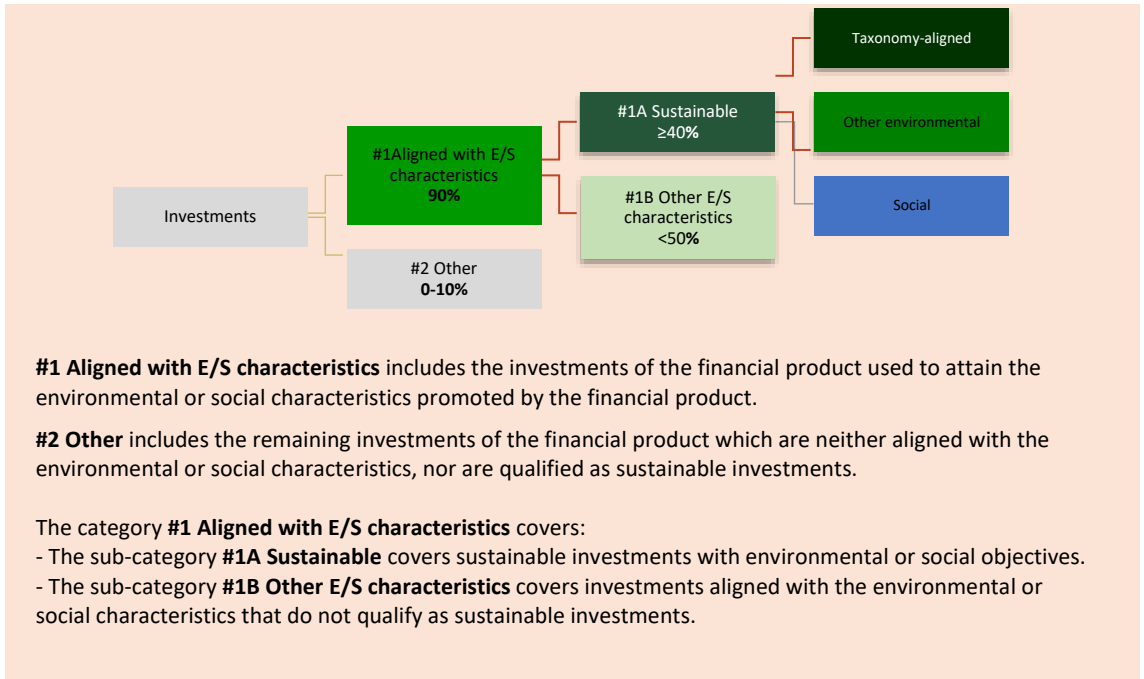 Taxonomy-aligned
#1A Sustainable
≥40%
Other environmental
#1Aligned with E/S
characteristics
90%
Investments
#1B Other E/S
characteristics
<50%
Social
#2 Other
0-10%
#1 Aligned with E/S characteristics includes the investments of the financial product used to attain the
environmental or social characteristics promoted by the financial product.
#2 Other includes the remaining investments of the financial product which are neither aligned with the
environmental or social characteristics, nor are qualified as sustainable investments.
The category #1 Aligned with E/S characteristics covers:
- The sub-category #1A Sustainable covers sustainable investments with environmental or social objectives.
- The sub-category #1B Other E/S characteristics covers investments aligned with the environmental or
social characteristics that do not qualify as sustainable investments.